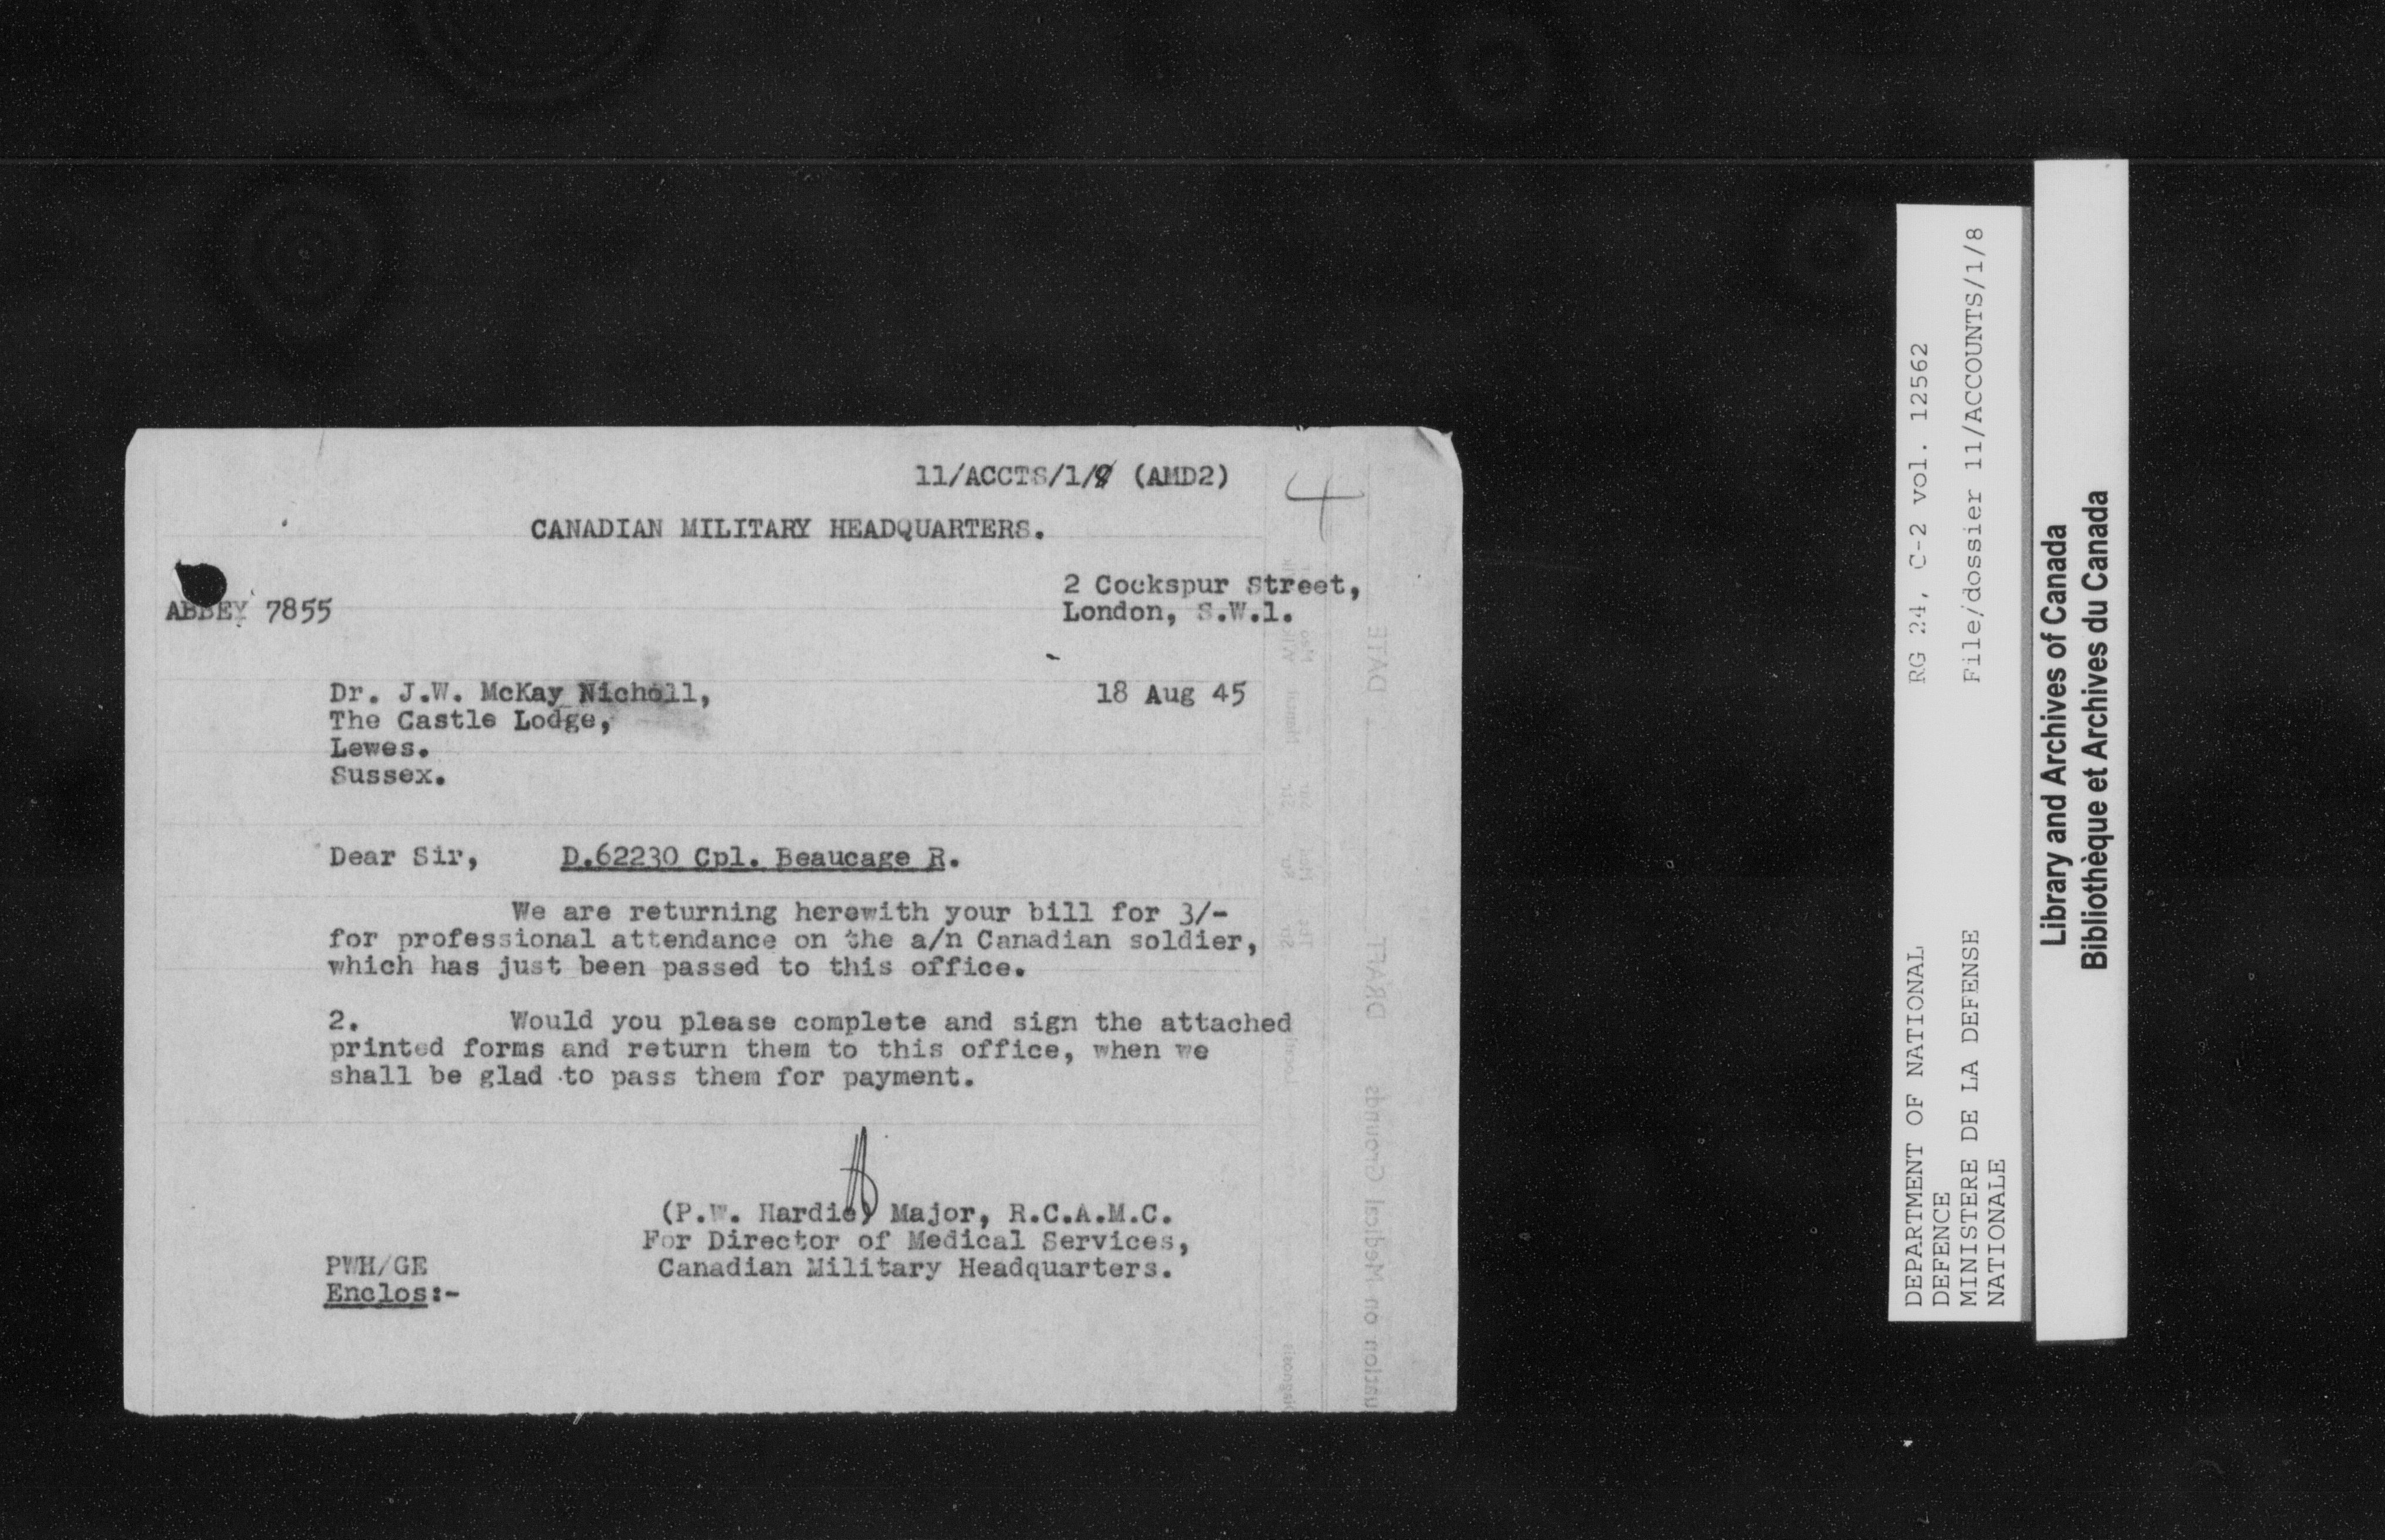 11/ACCTS/1/8 (AMD2)
4
CANADIAN MILITARY HEADQUARTERS.
2 Cockspur Street,
ABBEY 7855
London, S.W.1.
Dr. J.W. McKay Nicholl,
18 Aug 45
The Castle Lodge,
Lewes.
Sussex.
Dear Sir, D.62230 Cpl. Beaucage R.
We are returning herewith your bill for 3/-
for professional attendance on the a/n Canadian soldier,
which has just been passed to this office.
2. Would you please complete and sign the attached
printed forms and return them to this office, when we
shall be glad to pass them for payment.
(P.W. Hardie) Major, R.C.A.M.C.
For Director of Medical Services,
PWH/GE Canadian Military Headquarters.
Enclos:-
DATE
DRAFT
on Medical Grounds
Diagnosis
DEPARTMENT OF NATIONAL
DEFENCE
MINISTERE DE LA DEFENSE
NATIONALE
RG 24, C-2 vol. 12562
File/dossier 11/ACCOUNTS/1/8
Library and Archives of Canada
Bibliothèque et Archives du Canada